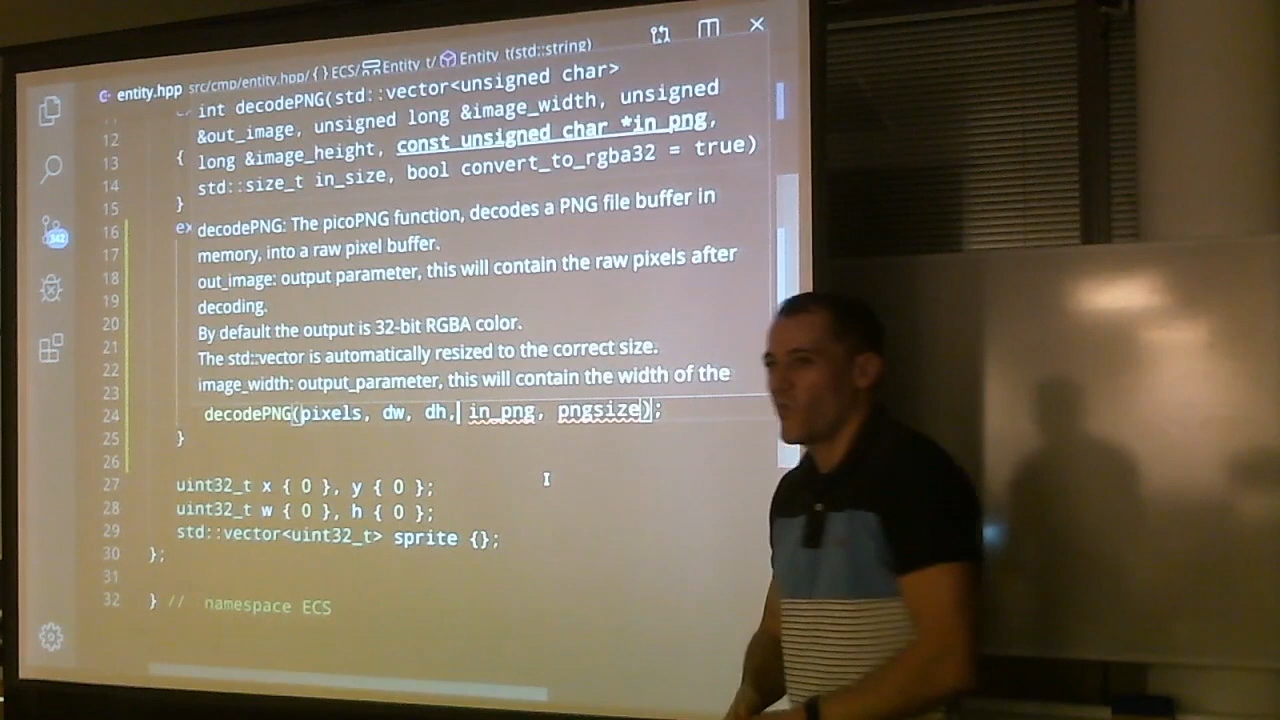 entity.hpp src/cmp/entity.hpp/ { } ECS/ Entity_t/ Entity_t(std::string)
int decodePNG(std::vector<unsigned char>
12 &out_image, unsigned long &image_width, unsigned
13 { long &image_height, const unsigned char *in_png,
14 std::size_t in_size, bool convert_to_rgba32 = true)
15 }
16 ex decodePNG: The picoPNG function, decodes a PNG file buffer in
17 memory, into a raw pixel buffer.
18 out_image: output parameter, this will contain the raw pixels after
19 decoding.
20 By default the output is 32-bit RGBA color.
21 The std::vector is automatically resized to the correct size.
22 image_width: output_parameter, this will contain the width of the
23
24 decodePNG(pixels, dw, dh, in_png, pngsize);
25 }
26
27 uint32_t x { 0 }, y { 0 };
28 uint32_t w { 0 }, h { 0 };
29 std::vector<uint32_t> sprite {};
30 };
31
32 } // namespace ECS